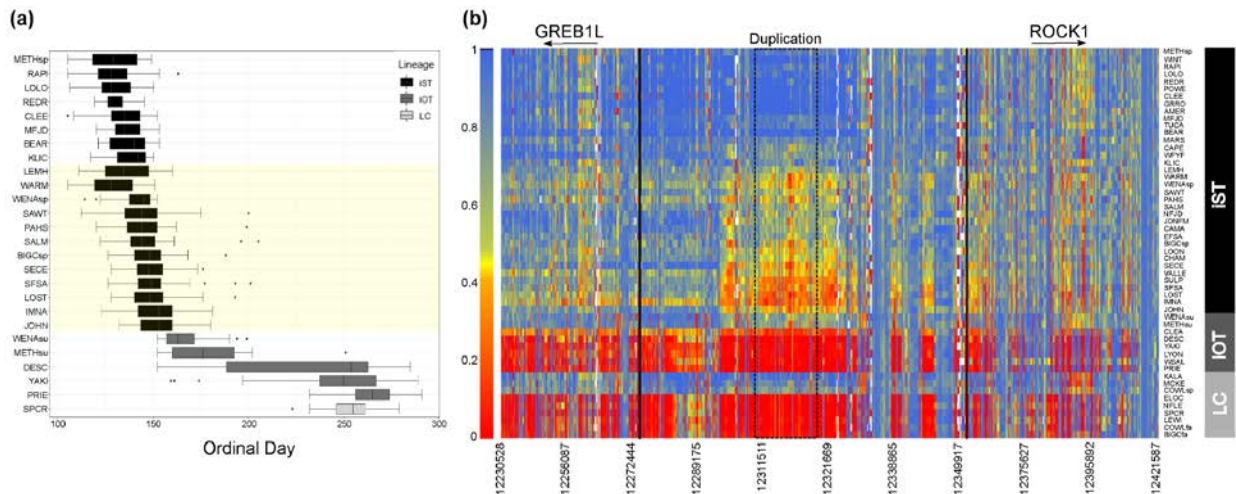 (a)
Lineage
iST
iOT
LC
METHsp
RAPI
LOLO
REDR
CLEE
MFJD
BEAR
KLIC
LEMH
WARM
WENAsp
SAWT
PAHS
SALM
BIGCsp
SECE
SFSA
LOST
IMNA
JOHN
WENAsu
METHsu
DESC
YAKI
PRIE
SPCR
100 150 200 250 300
Ordinal Day
(b)
GREB1L
Duplication
ROCK1
1
0.8
0.6
0.4
0.2
0
METHsp
WINT
RAPI
LOLO
REDR
POWE
CLEE
GRRO
AMER
MFJD
TUCA
BEAR
MARS
CAPE
WFYF
KLIC
LEMH
WARM
WENAsp
SAWT
PAHS
SALM
NFJD
JONFM
CAMA
EFSA
BIGCsp
LOON
CHAM
SECE
VALLE
SULP
SFSA
LOST
IMNA
JOHN
WENAsu
METHsu
CLEA
DESC
YAKI
LYON
WSAL
PRIE
KALA
MCKE
COWLsp
ELOC
NFLE
SPCR
LEWI
COWLfa
BIGCfa
iST
IOT
LC
12230528
12256087
12272444
12289175
12311511
12321669
12338865
12349917
12375627
12395892
12421587